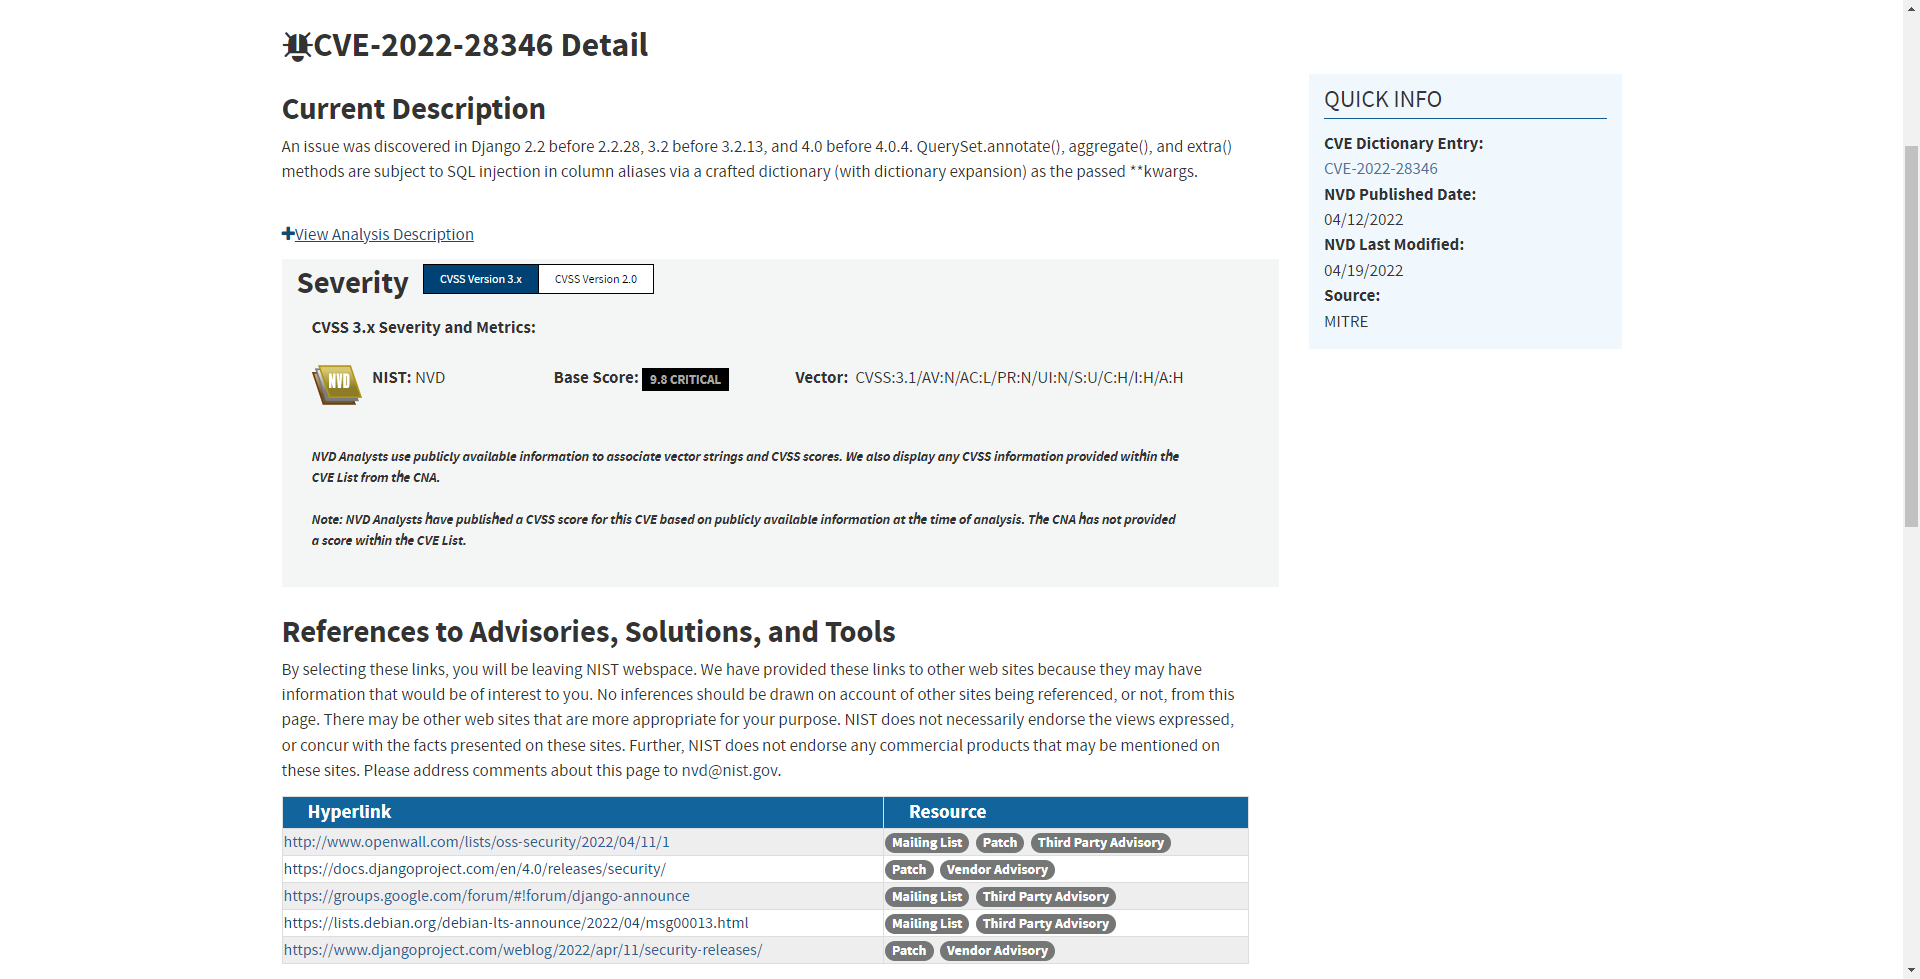 CVE-2022-28346 Detail
Current Description
An issue was discovered in Django 2.2 before 2.2.28, 3.2 before 3.2.13, and 4.0 before 4.0.4. QuerySet.annotate(), aggregate(), and extra()
methods are subject to SQL injection in column aliases via a crafted dictionary (with dictionary expansion) as the passed **kwargs.
View Analysis Description
Severity CVSS Version 3.x CVSS Version 2.0
CVSS 3.x Severity and Metrics:
NVD NIST: NVD Base Score: 9.8 CRITICAL Vector: CVSS:3.1/AV:N/AC:L/PR:N/UI:N/S:U/C:H/I:H/A:H
NVD Analysts use publicly available information to associate vector strings and CVSS scores. We also display any CVSS information provided within the
CVE List from the CNA.
Note: NVD Analysts have published a CVSS score for this CVE based on publicly available information at the time of analysis. The CNA has not provided
a score within the CVE List.
References to Advisories, Solutions, and Tools
By selecting these links, you will be leaving NIST webspace. We have provided these links to other web sites because they may have
information that would be of interest to you. No inferences should be drawn on account of other sites being referenced, or not, from this
page. There may be other web sites that are more appropriate for your purpose. NIST does not necessarily endorse the views expressed,
or concur with the facts presented on these sites. Further, NIST does not endorse any commercial products that may be mentioned on
these sites. Please address comments about this page to nvd@nist.gov.
Hyperlink Resource
http://www.openwall.com/lists/oss-security/2022/04/11/1 Mailing List Patch Third Party Advisory
https://docs.djangoproject.com/en/4.0/releases/security/ Patch Vendor Advisory
https://groups.google.com/forum/#!forum/django-announce Mailing List Third Party Advisory
https://lists.debian.org/debian-lts-announce/2022/04/msg00013.html Mailing List Third Party Advisory
https://www.djangoproject.com/weblog/2022/apr/11/security-releases/ Patch Vendor Advisory
QUICK INFO
CVE Dictionary Entry:
CVE-2022-28346
NVD Published Date:
04/12/2022
NVD Last Modified:
04/19/2022
Source:
MITRE